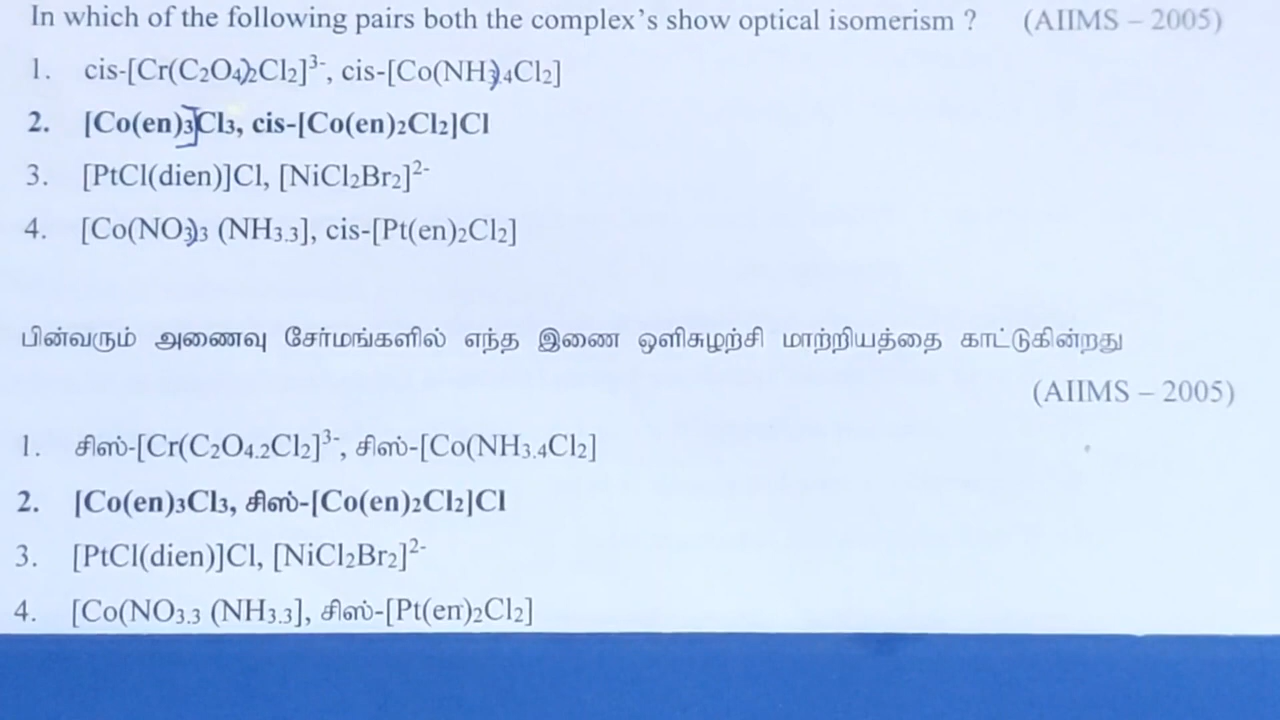 In which of the following pairs both the complex's show optical isomerism ? (AIIMS – 2005)
1. cis-[Cr(C₂O₄)₂Cl₂]³⁻, cis-[Co(NH₃)₄Cl₂]
2. [Co(en)₃]Cl₃, cis-[Co(en)₂Cl₂]Cl
3. [PtCl(dien)]Cl, [NiCl₂Br₂]²⁻
4. [Co(NO₃)₃ (NH₃.₃], cis-[Pt(en)₂Cl₂]
பின்வரும் அணைவு சேர்மங்களில் எந்த இணை ஒளிசுழற்சி மாற்றியத்தை காட்டுகின்றது
(AIIMS – 2005)
1. சிஸ்-[Cr(C₂O₄.₂Cl₂]³⁻, சிஸ்-[Co(NH₃.₄Cl₂]
2. [Co(en)₃Cl₃, சிஸ்-[Co(en)₂Cl₂]Cl
3. [PtCl(dien)]Cl, [NiCl₂Br₂]²⁻
4. [Co(NO₃.₃ (NH₃.₃], சிஸ்-[Pt(en)₂Cl₂]